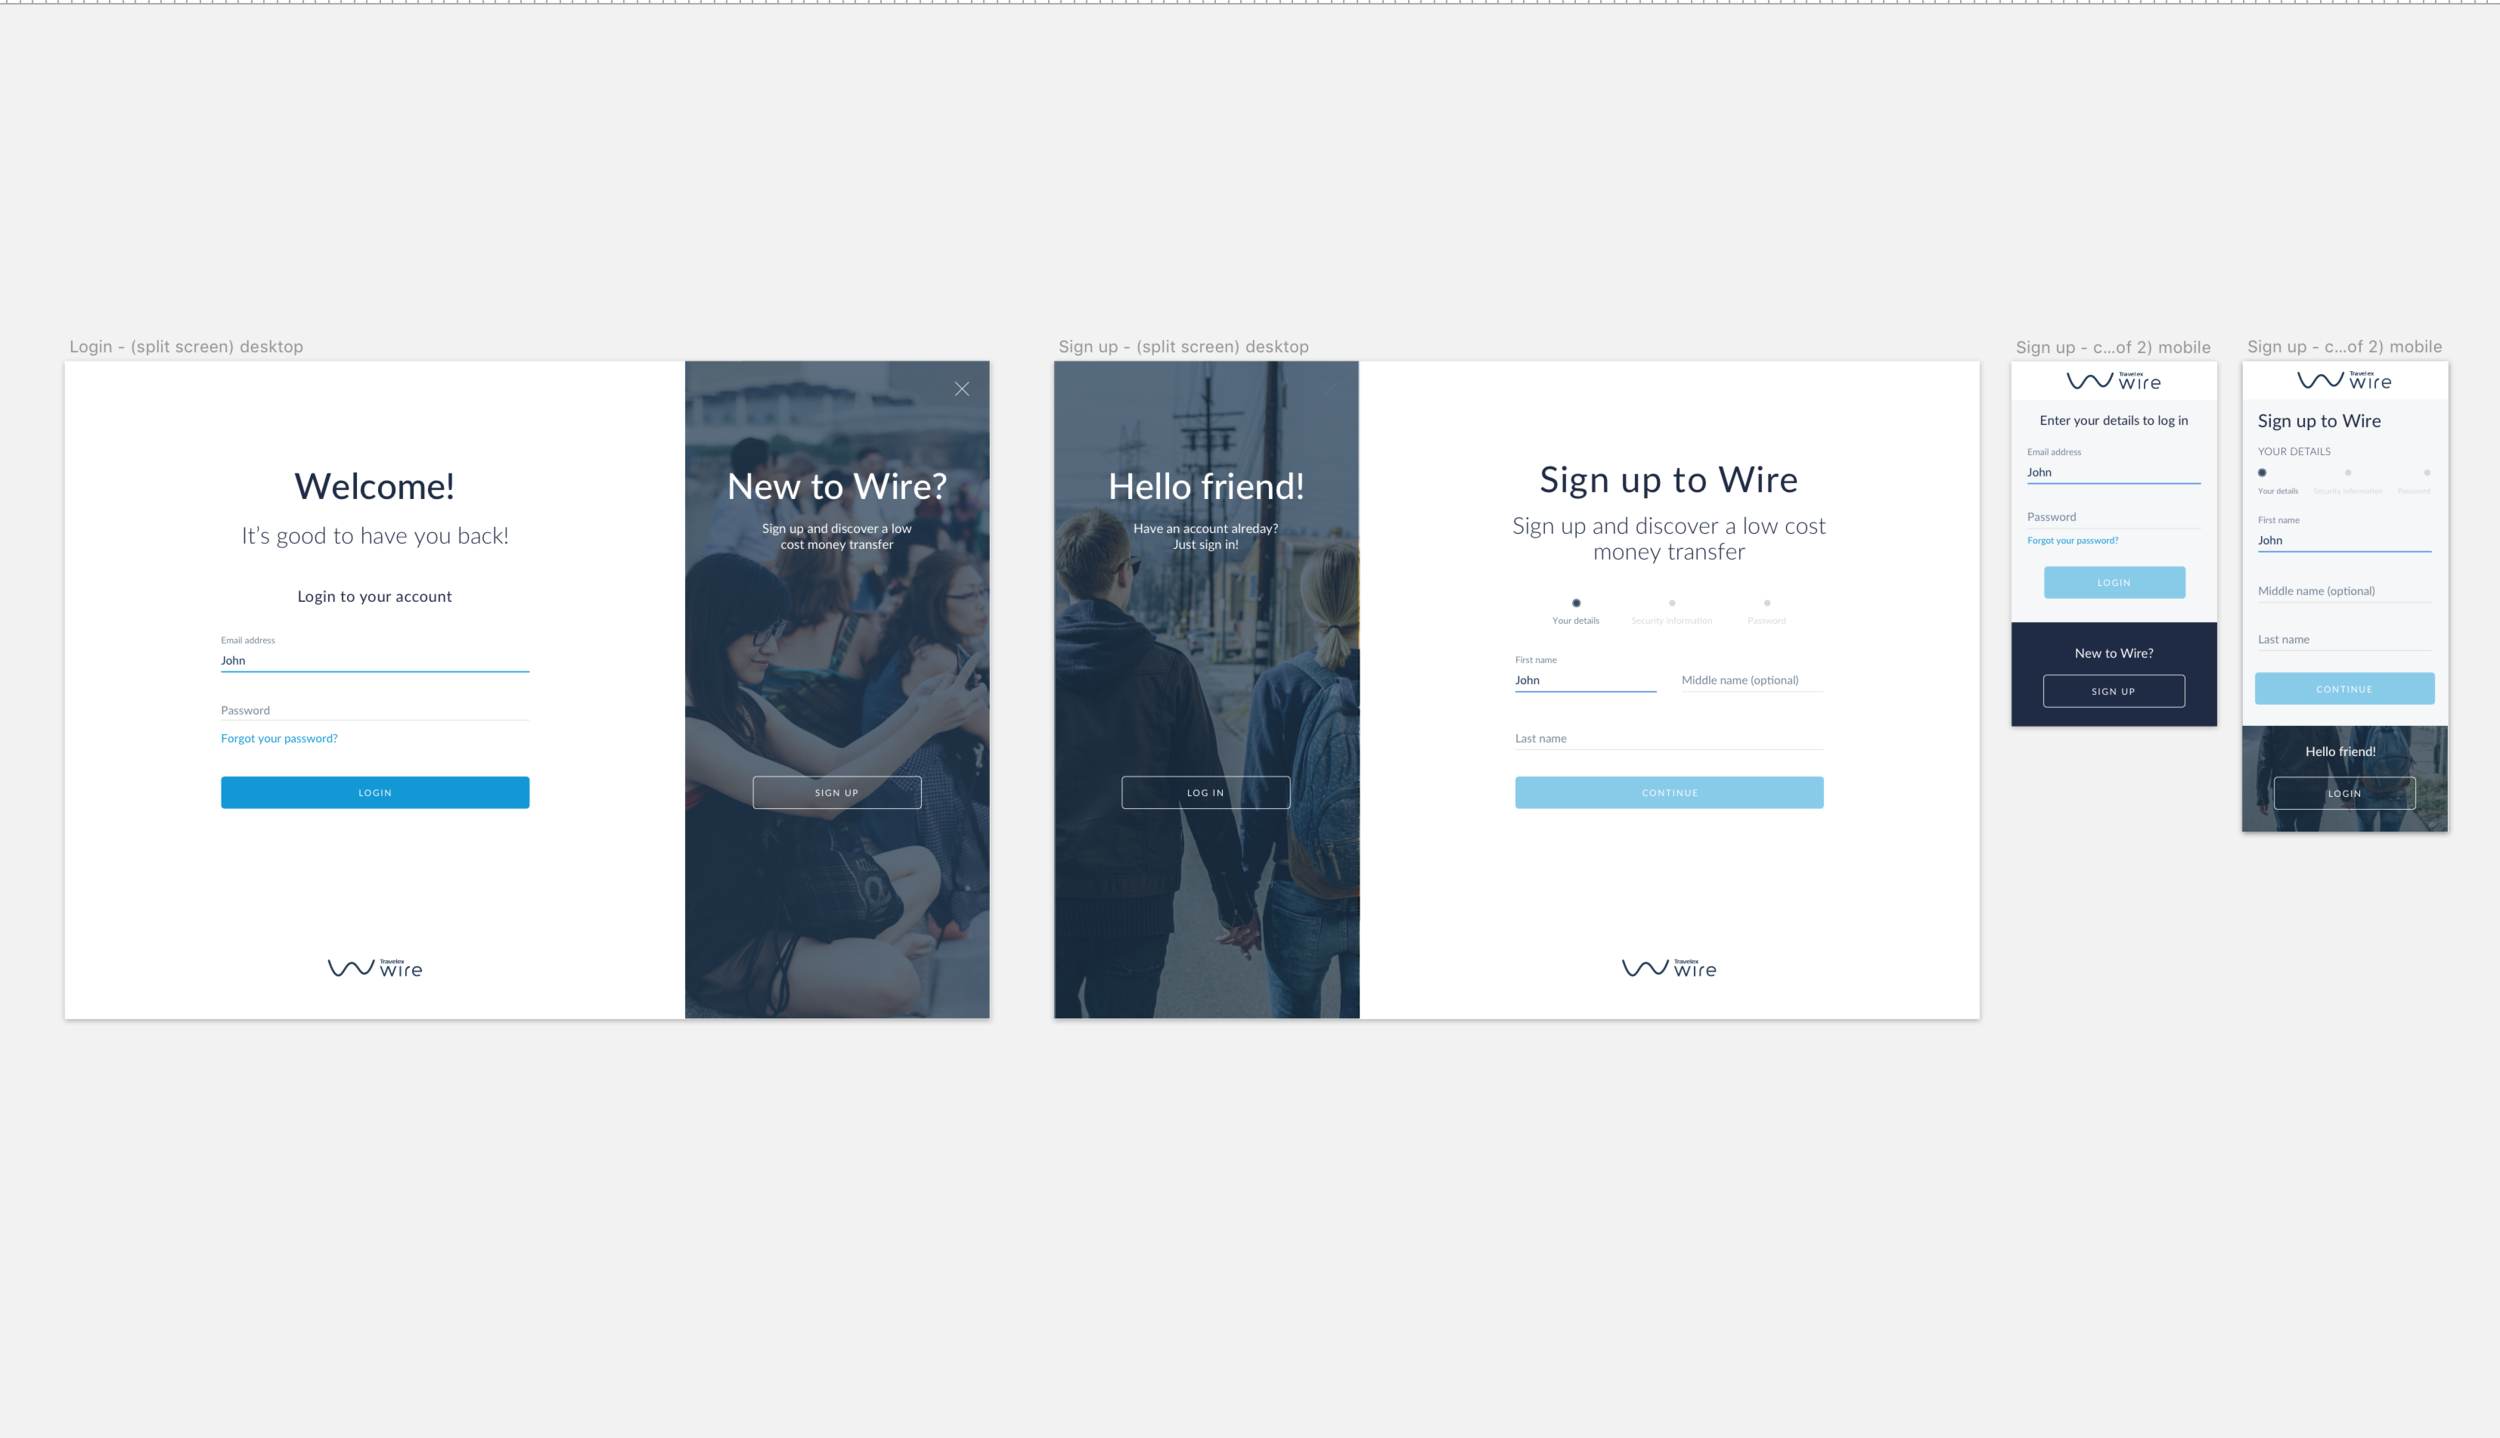 Login - (split screen) desktop
Welcome!
It's good to have you back!
Login to your account
Email address
John
Password
Forgot your password?
LOGIN
Travelex
wire
New to Wire?
Sign up and discover a low
cost money transfer
SIGN UP
Sign up - (split screen) desktop
Hello friend!
Have an account alreday?
Just sign in!
LOG IN
Sign up to Wire
Sign up and discover a low cost
money transfer
Your details
Security information
Password
First name
John
Middle name (optional)
Last name
CONTINUE
Travelex
wire
Sign up - c...of 2) mobile
Travelex
wire
Enter your details to log in
Email address
John
Password
Forgot your password?
LOGIN
New to Wire?
SIGN UP
Sign up - c...of 2) mobile
Travelex
wire
Sign up to Wire
YOUR DETAILS
Your details
Security information
Password
First name
John
Middle name (optional)
Last name
CONTINUE
Hello friend!
LOGIN